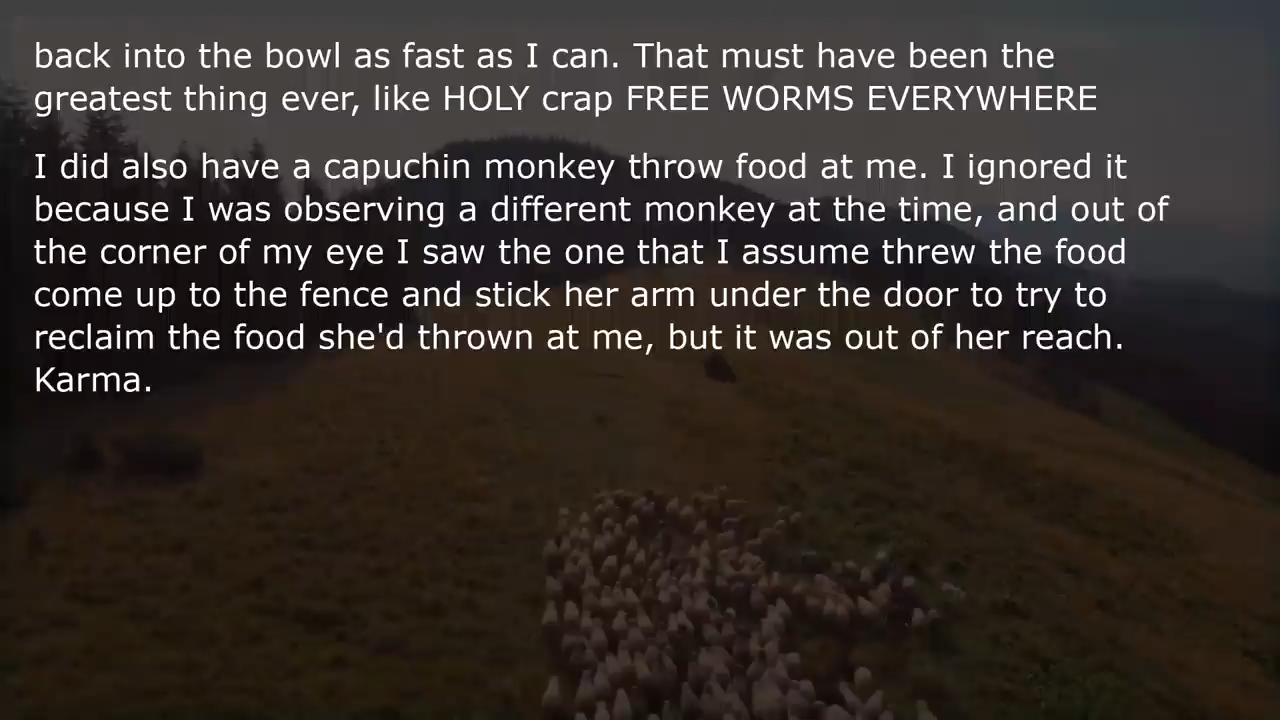 back into the bowl as fast as I can. That must have been the
greatest thing ever, like HOLY crap FREE WORMS EVERYWHERE
I did also have a capuchin monkey throw food at me. I ignored it
because I was observing a different monkey at the time, and out of
the corner of my eye I saw the one that I assume threw the food
come up to the fence and stick her arm under the door to try to
reclaim the food she'd thrown at me, but it was out of her reach.
Karma.